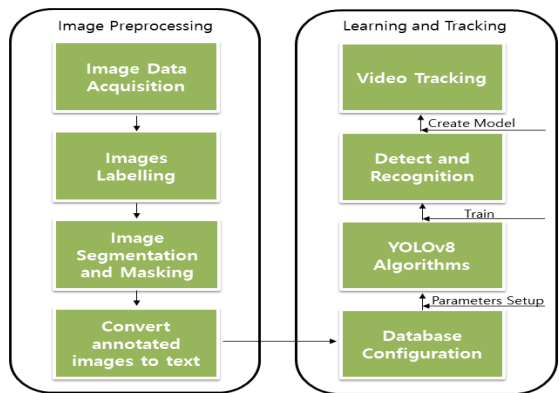 Image Preprocessing
Image Data
Acquisition
Images
Labelling
Image
Segmentation
and Masking
Convert
annotated
images to text
Learning and Tracking
Video Tracking
Create Model
Detect and
Recognition
Train
YOLOv8
Algorithms
Parameters Setup
Database
Configuration